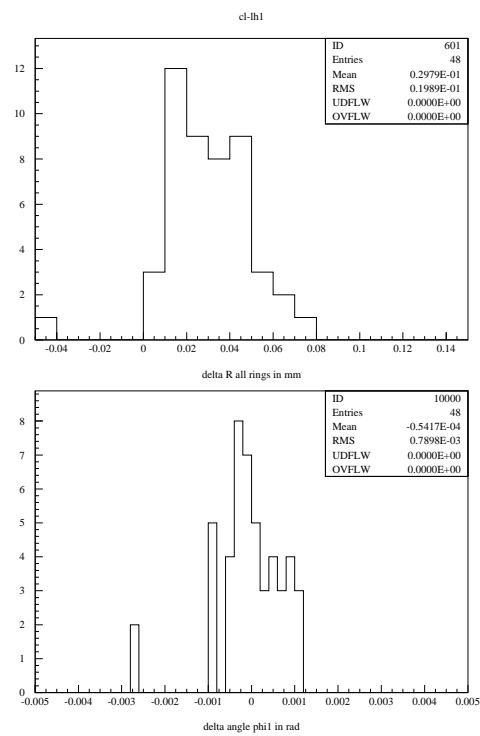 cl-lh1
ID 601
Entries 48
Mean 0.2979E-01
RMS 0.1989E-01
UDFLW 0.0000E+00
OVFLW 0.0000E+00
12
10
8
6
4
2
0
-0.04 -0.02 0 0.02 0.04 0.06 0.08 0.1 0.12 0.14
delta R all rings in mm
ID 10000
Entries 48
Mean -0.5417E-04
RMS 0.7898E-03
UDFLW 0.0000E+00
OVFLW 0.0000E+00
8
7
6
5
4
3
2
1
0
-0.005 -0.004 -0.003 -0.002 -0.001 0 0.001 0.002 0.003 0.004 0.005
delta angle phi1 in rad